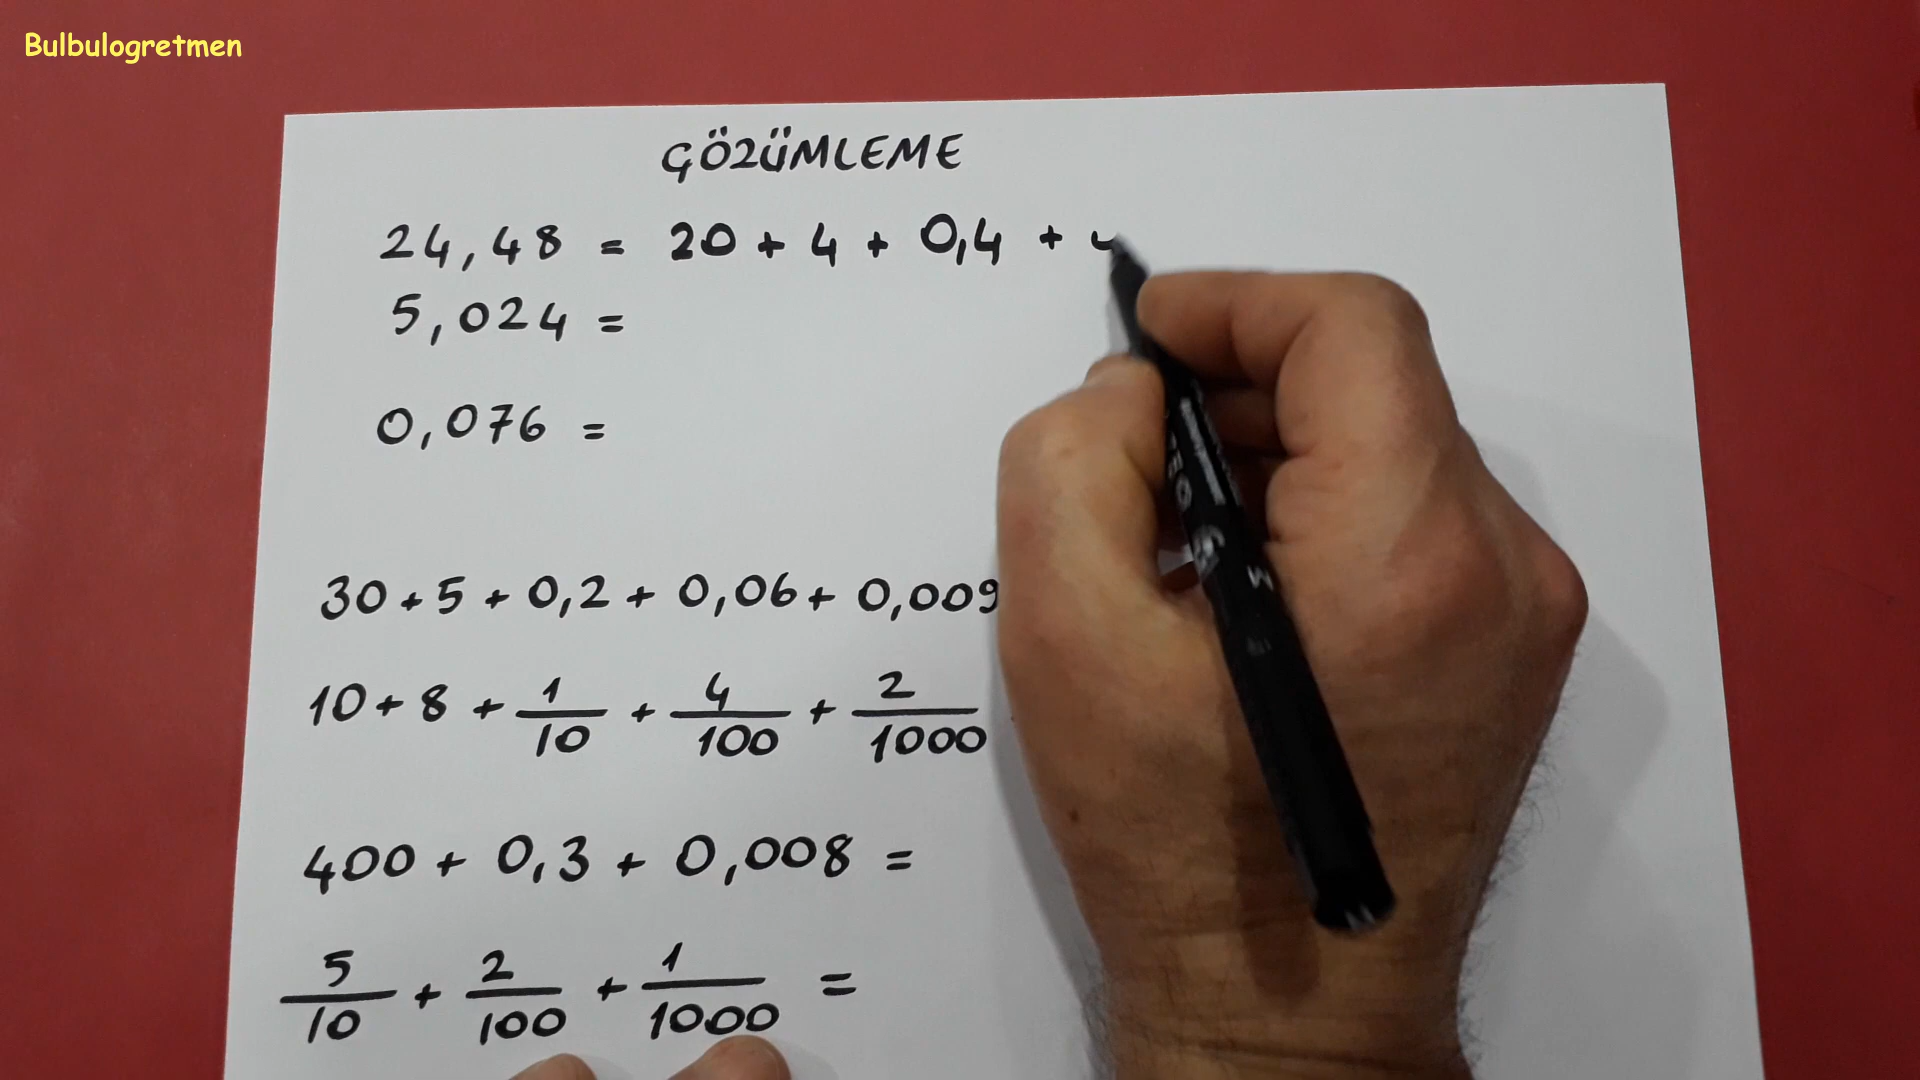 Bulbulogretmen
ÇÖZÜMLEME
24,48 = 20 + 4 + 0,4 +
5,024 =
0,076 =
30 + 5 + 0,2 + 0,06 + 0,009
10 + 8 + 1/10 + 4/100 + 2/1000
400 + 0,3 + 0,008 =
5/10 + 2/100 + 1/1000 =